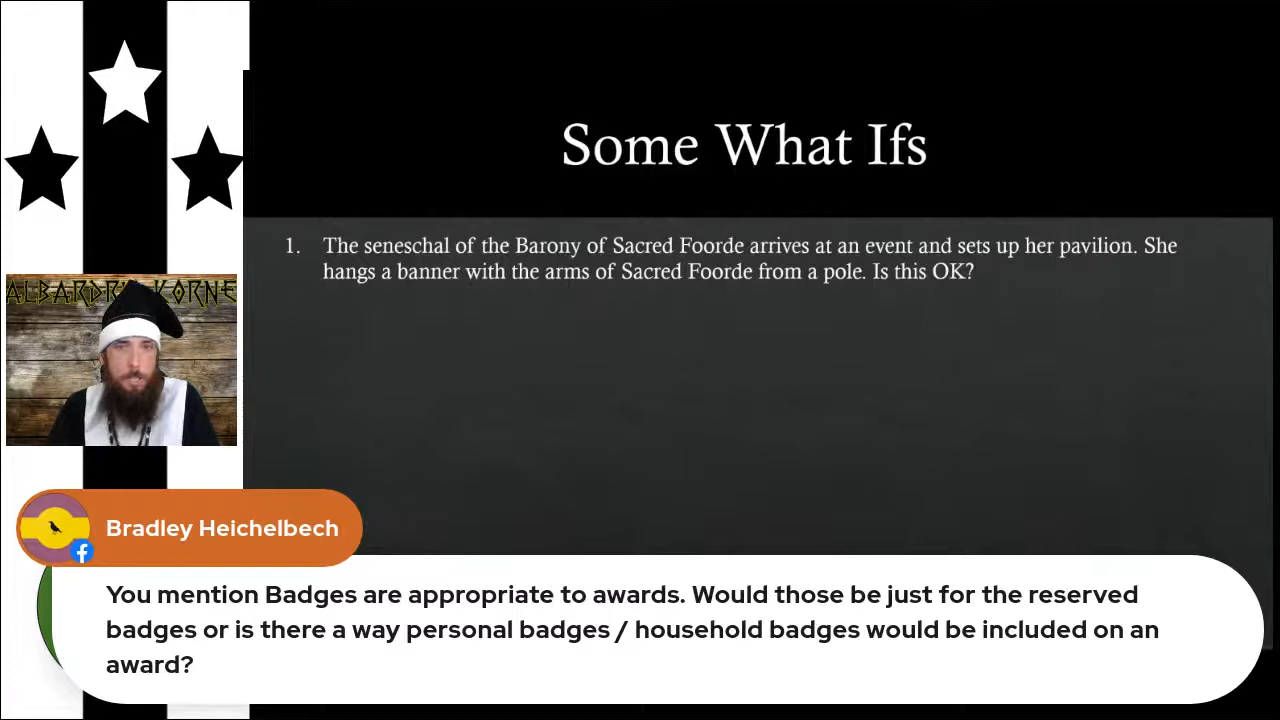 Some What Ifs
1. The seneschal of the Barony of Sacred Foorde arrives at an event and sets up her pavilion. She
hangs a banner with the arms of Sacred Foorde from a pole. Is this OK?
Bradley Heichelbech
You mention Badges are appropriate to awards. Would those be just for the reserved
badges or is there a way personal badges / household badges would be included on an
award?